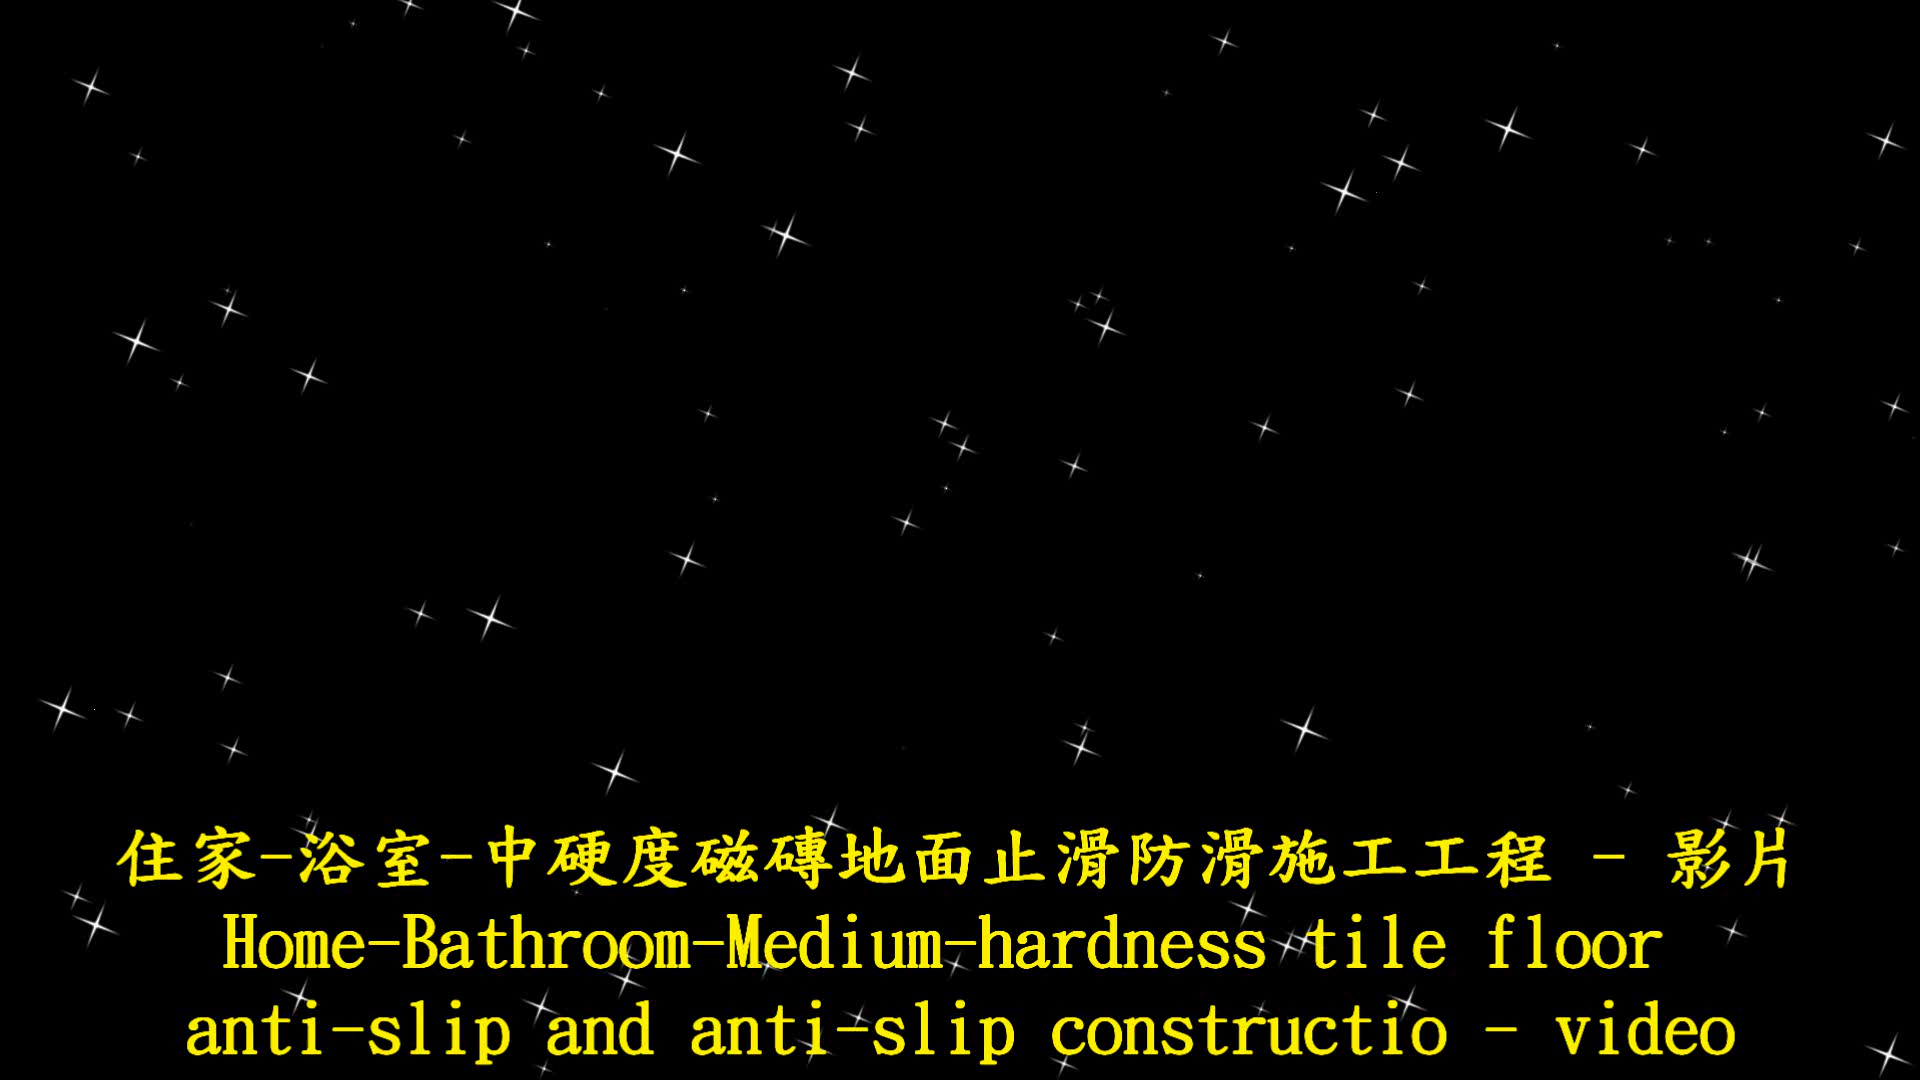 住家-浴室-中硬度磁磚地面止滑防滑施工工程 - 影片
Home-Bathroom-Medium-hardness tile floor
anti-slip and anti-slip constructio - video